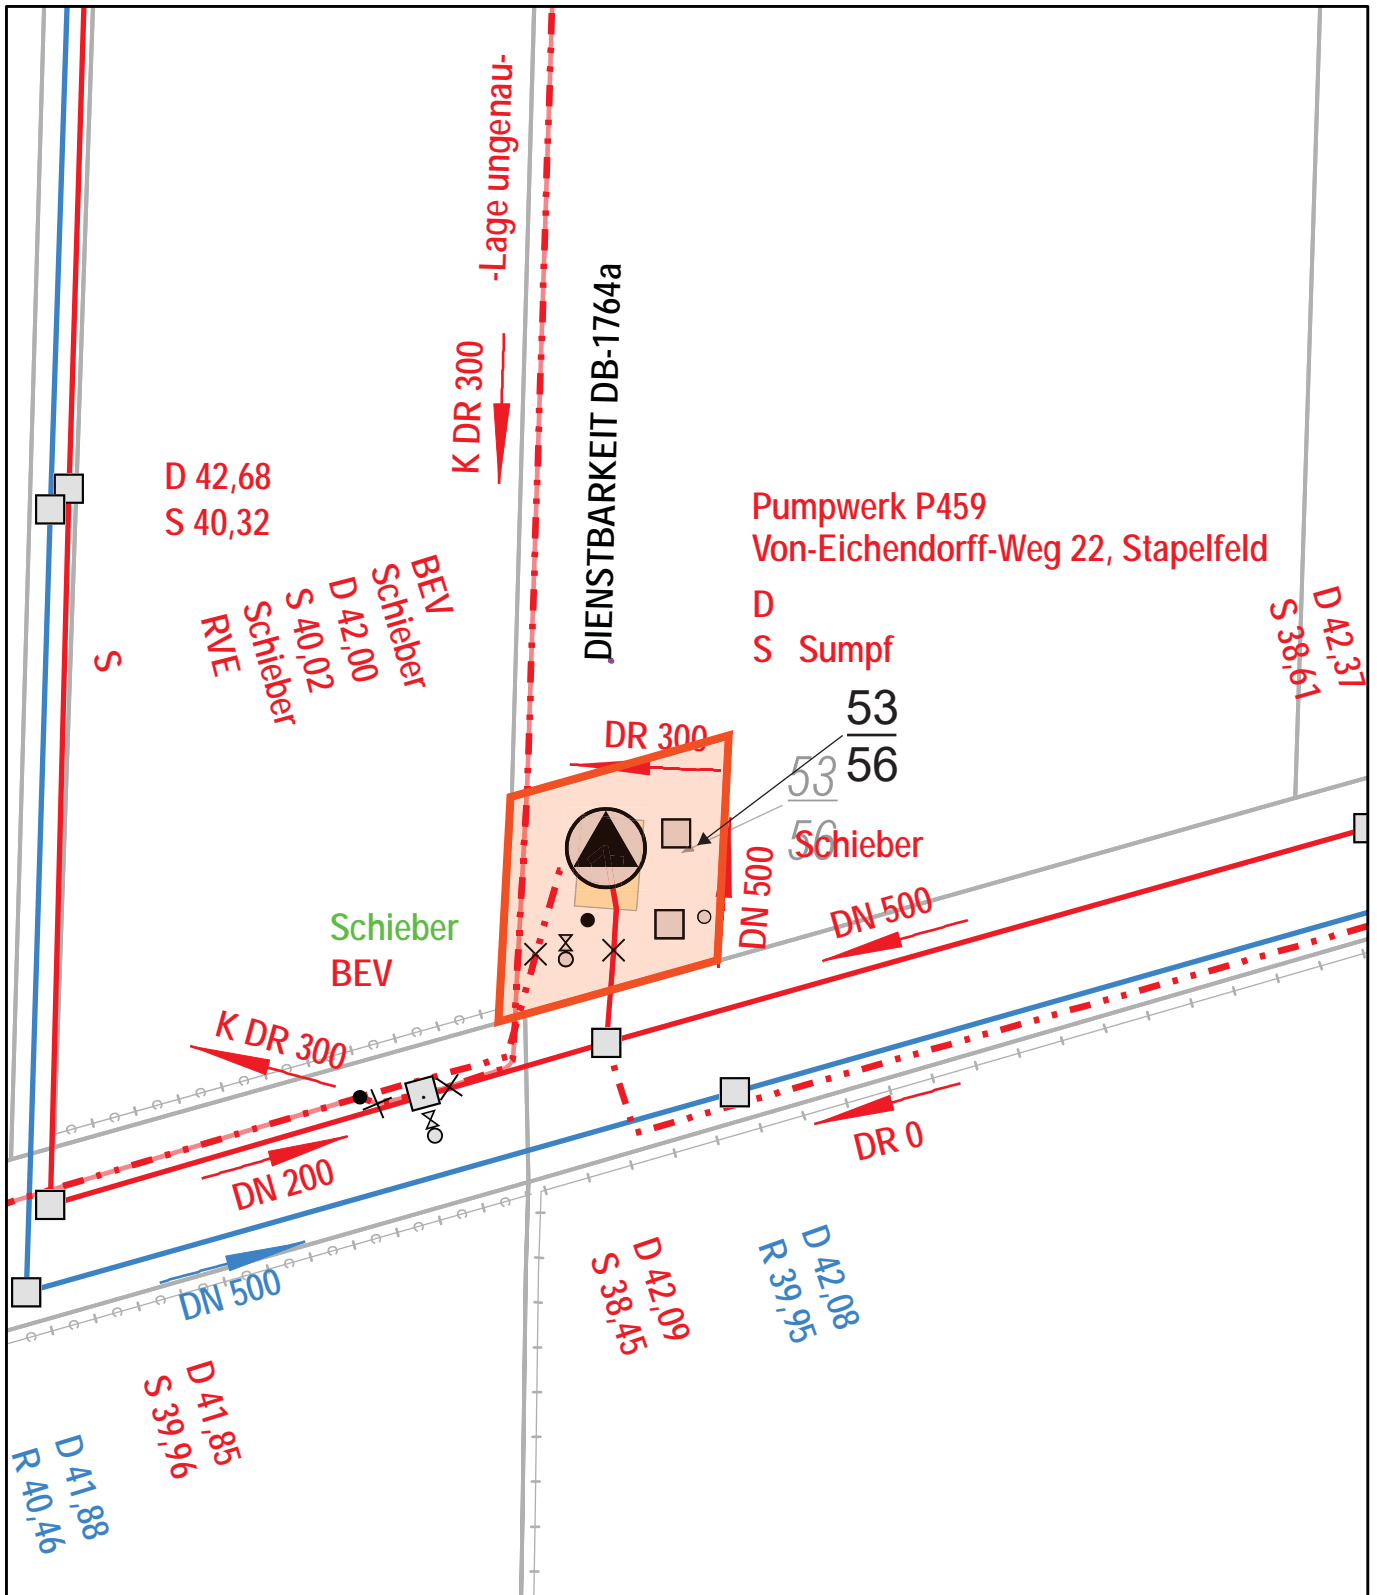 -Lage ungenau-
K DR 300
DIENSTBARKEIT DB-1764a
D 42,68
S 40,32
Pumpwerk P459
Von-Eichendorff-Weg 22, Stapelfeld
D
S Sumpf
BEV
Schieber
D 42,00
S 40,02
Schieber
RVE
S
D 42,37
S 38,61
53
56
DR 300
53
56
Schieber
DN 500
DN 500
Schieber
BEV
K DR 300
DN 200
DR 0
DN 500
D 42,09
S 38,45
D 42,08
R 39,95
D 41,85
S 39,96
D 41,88
R 40,46